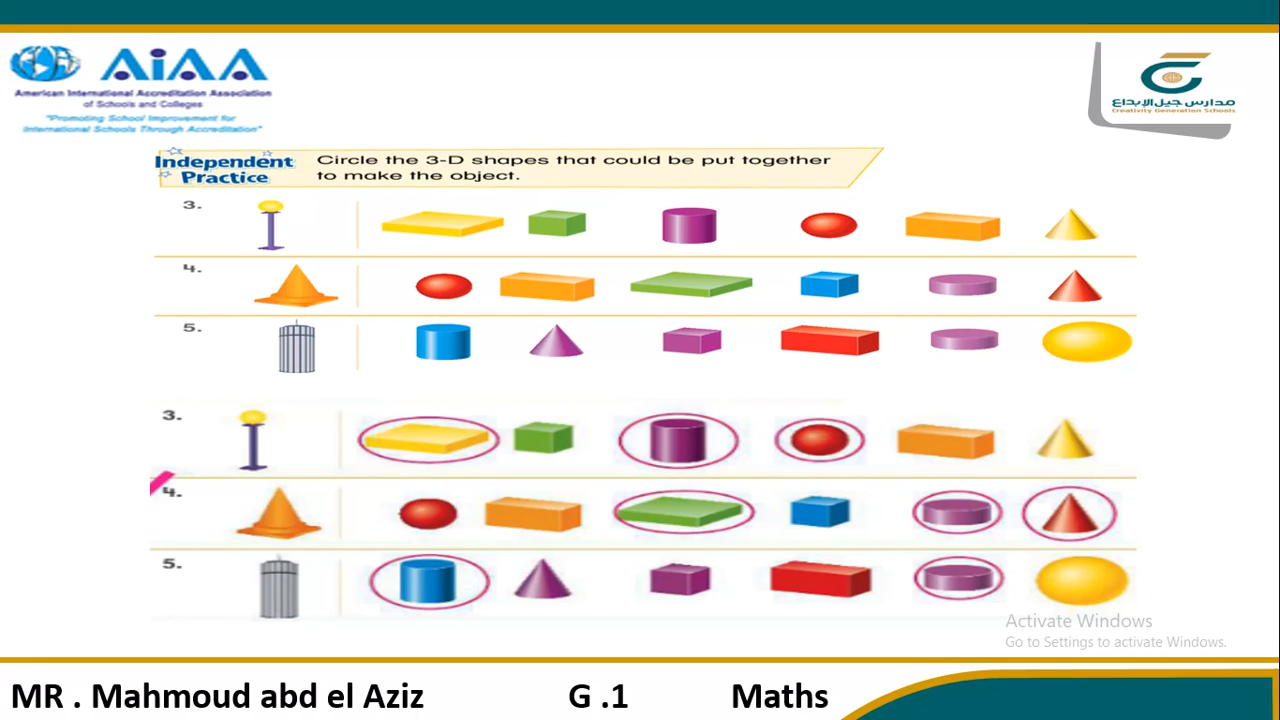 AiAA
American International Accreditation Association
of Schools and Colleges
"Promoting School Improvement for
International Schools Through Accreditation"
مدارس جيل الإبداع
Creativity Generation Schools
Independent Practice
Circle the 3-D shapes that could be put together
to make the object.
3.
4.
5.
3.
4.
5.
Activate Windows
Go to Settings to activate Windows.
MR . Mahmoud abd el Aziz G .1 Maths